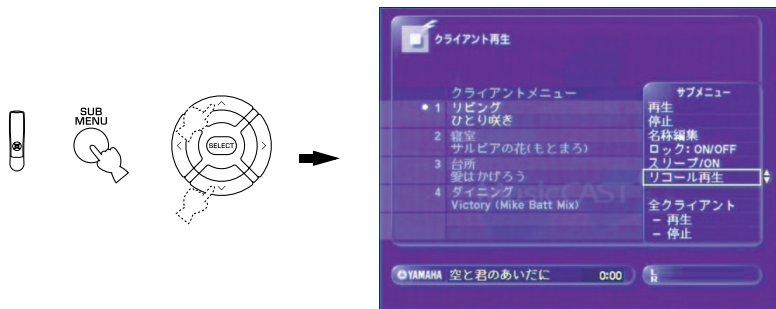 SUB
MENU
SELECT
クライアント再生
クライアントメニュー
1 リビング
ひとり咲き
2 寝室
サルビアの花(もとまろ)
3 台所
愛はかげろう
4 ダイニング
Victory (Mike Batt Mix)
サブメニュー
再生
停止
名称編集
ロック: ON/OFF
スリープ/ON
リコール再生
全クライアント
– 再生
– 停止
MusicCAST
YAMAHA 空と君のあいだに 0:00
L
R